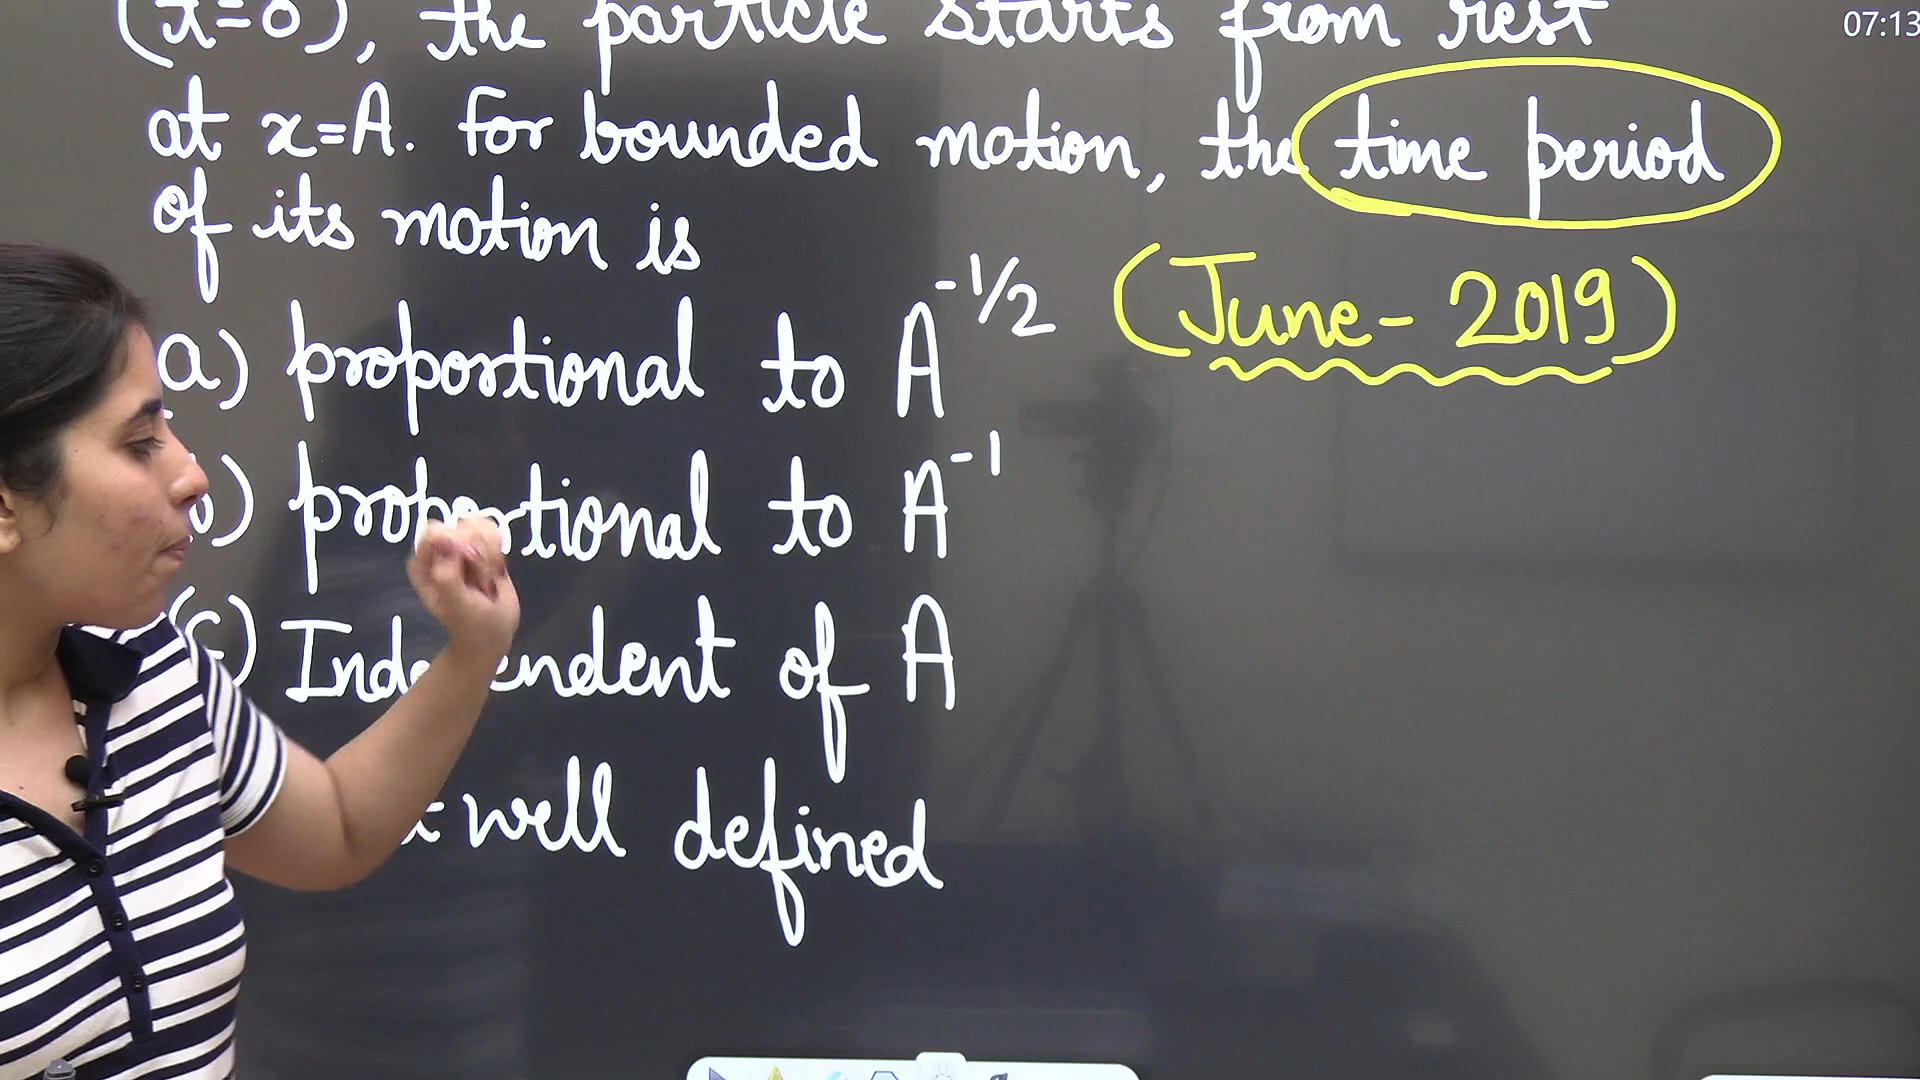 (t=0), the particle starts from rest
07:13
at x=A. For bounded motion, the time period
of its motion is
(June-2019)
a) proportional to A^-1/2
) proportional to A^-1
(c) Independent of A
well defined